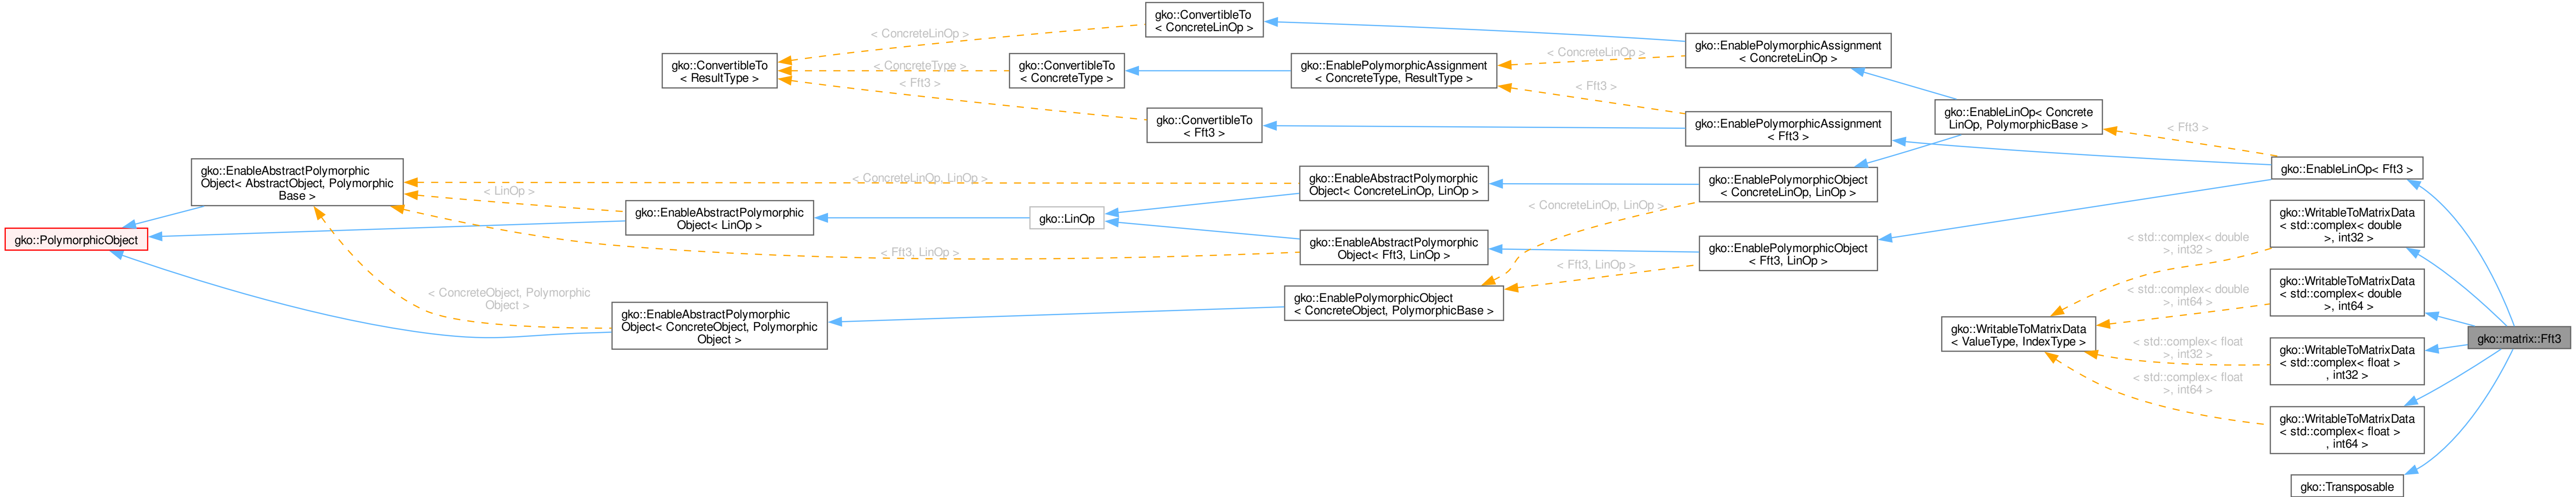 gko::ConvertibleTo
< ConcreteLinOp >
< ConcreteLinOp >
gko::EnablePolymorphicAssignment
< ConcreteLinOp >
< ConcreteLinOp >
gko::ConvertibleTo
< ResultType >
< ConcreteType >
gko::ConvertibleTo
< ConcreteType >
gko::EnablePolymorphicAssignment
< ConcreteType, ResultType >
< Fft3 >
< Fft3 >
gko::ConvertibleTo
< Fft3 >
gko::EnablePolymorphicAssignment
< Fft3 >
gko::EnableLinOp< Concrete
LinOp, PolymorphicBase >
< Fft3 >
gko::EnableLinOp< Fft3 >
gko::EnableAbstractPolymorphic
Object< AbstractObject, Polymorphic
Base >
< ConcreteLinOp, LinOp >
gko::EnableAbstractPolymorphic
Object< ConcreteLinOp, LinOp >
gko::EnablePolymorphicObject
< ConcreteLinOp, LinOp >
< LinOp >
gko::EnableAbstractPolymorphic
Object< LinOp >
gko::LinOp
< ConcreteLinOp, LinOp >
gko::WritableToMatrixData
< std::complex< double
>, int32 >
gko::PolymorphicObject
< Fft3, LinOp >
gko::EnableAbstractPolymorphic
Object< Fft3, LinOp >
gko::EnablePolymorphicObject
< Fft3, LinOp >
< Fft3, LinOp >
< std::complex< double
>, int32 >
< ConcreteObject, Polymorphic
Object >
gko::EnablePolymorphicObject
< ConcreteObject, PolymorphicBase >
< std::complex< double
>, int64 >
gko::WritableToMatrixData
< std::complex< double
>, int64 >
gko::EnableAbstractPolymorphic
Object< ConcreteObject, Polymorphic
Object >
gko::WritableToMatrixData
< ValueType, IndexType >
< std::complex< float
>, int32 >
gko::WritableToMatrixData
< std::complex< float >
, int32 >
gko::matrix::Fft3
< std::complex< float
>, int64 >
gko::WritableToMatrixData
< std::complex< float >
, int64 >
gko::Transposable